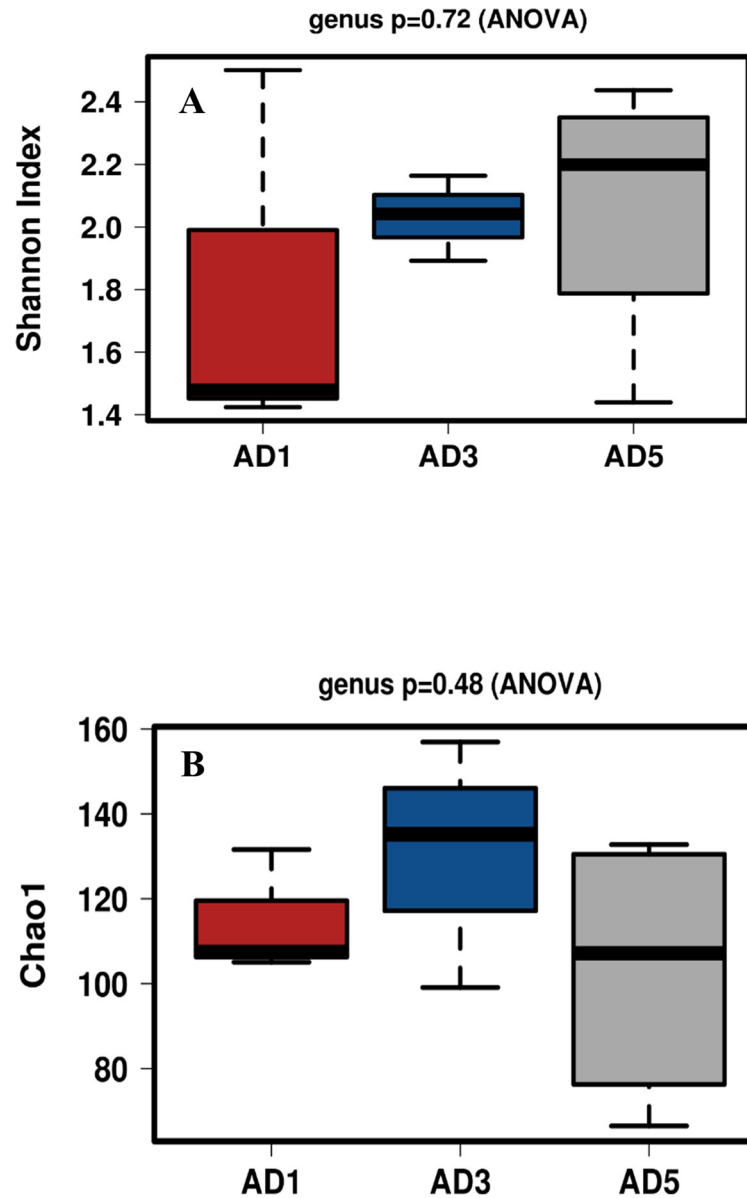 genus p=0.72 (ANOVA)
A
Shannon Index
2.4
2.2
2.0
1.8
1.6
1.4
AD1 AD3 AD5
genus p=0.48 (ANOVA)
B
Chao1
160
140
120
100
80
AD1 AD3 AD5